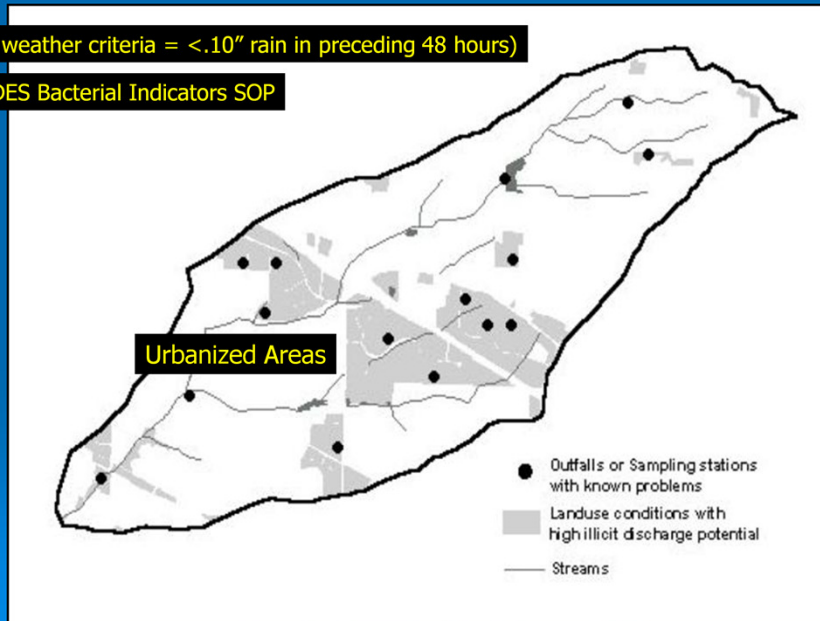 weather criteria = <.10” rain in preceding 48 hours)
DES Bacterial Indicators SOP
Urbanized Areas
Outfalls or Sampling stations
with known problems
Landuse conditions with
high illicit discharge potential
Streams